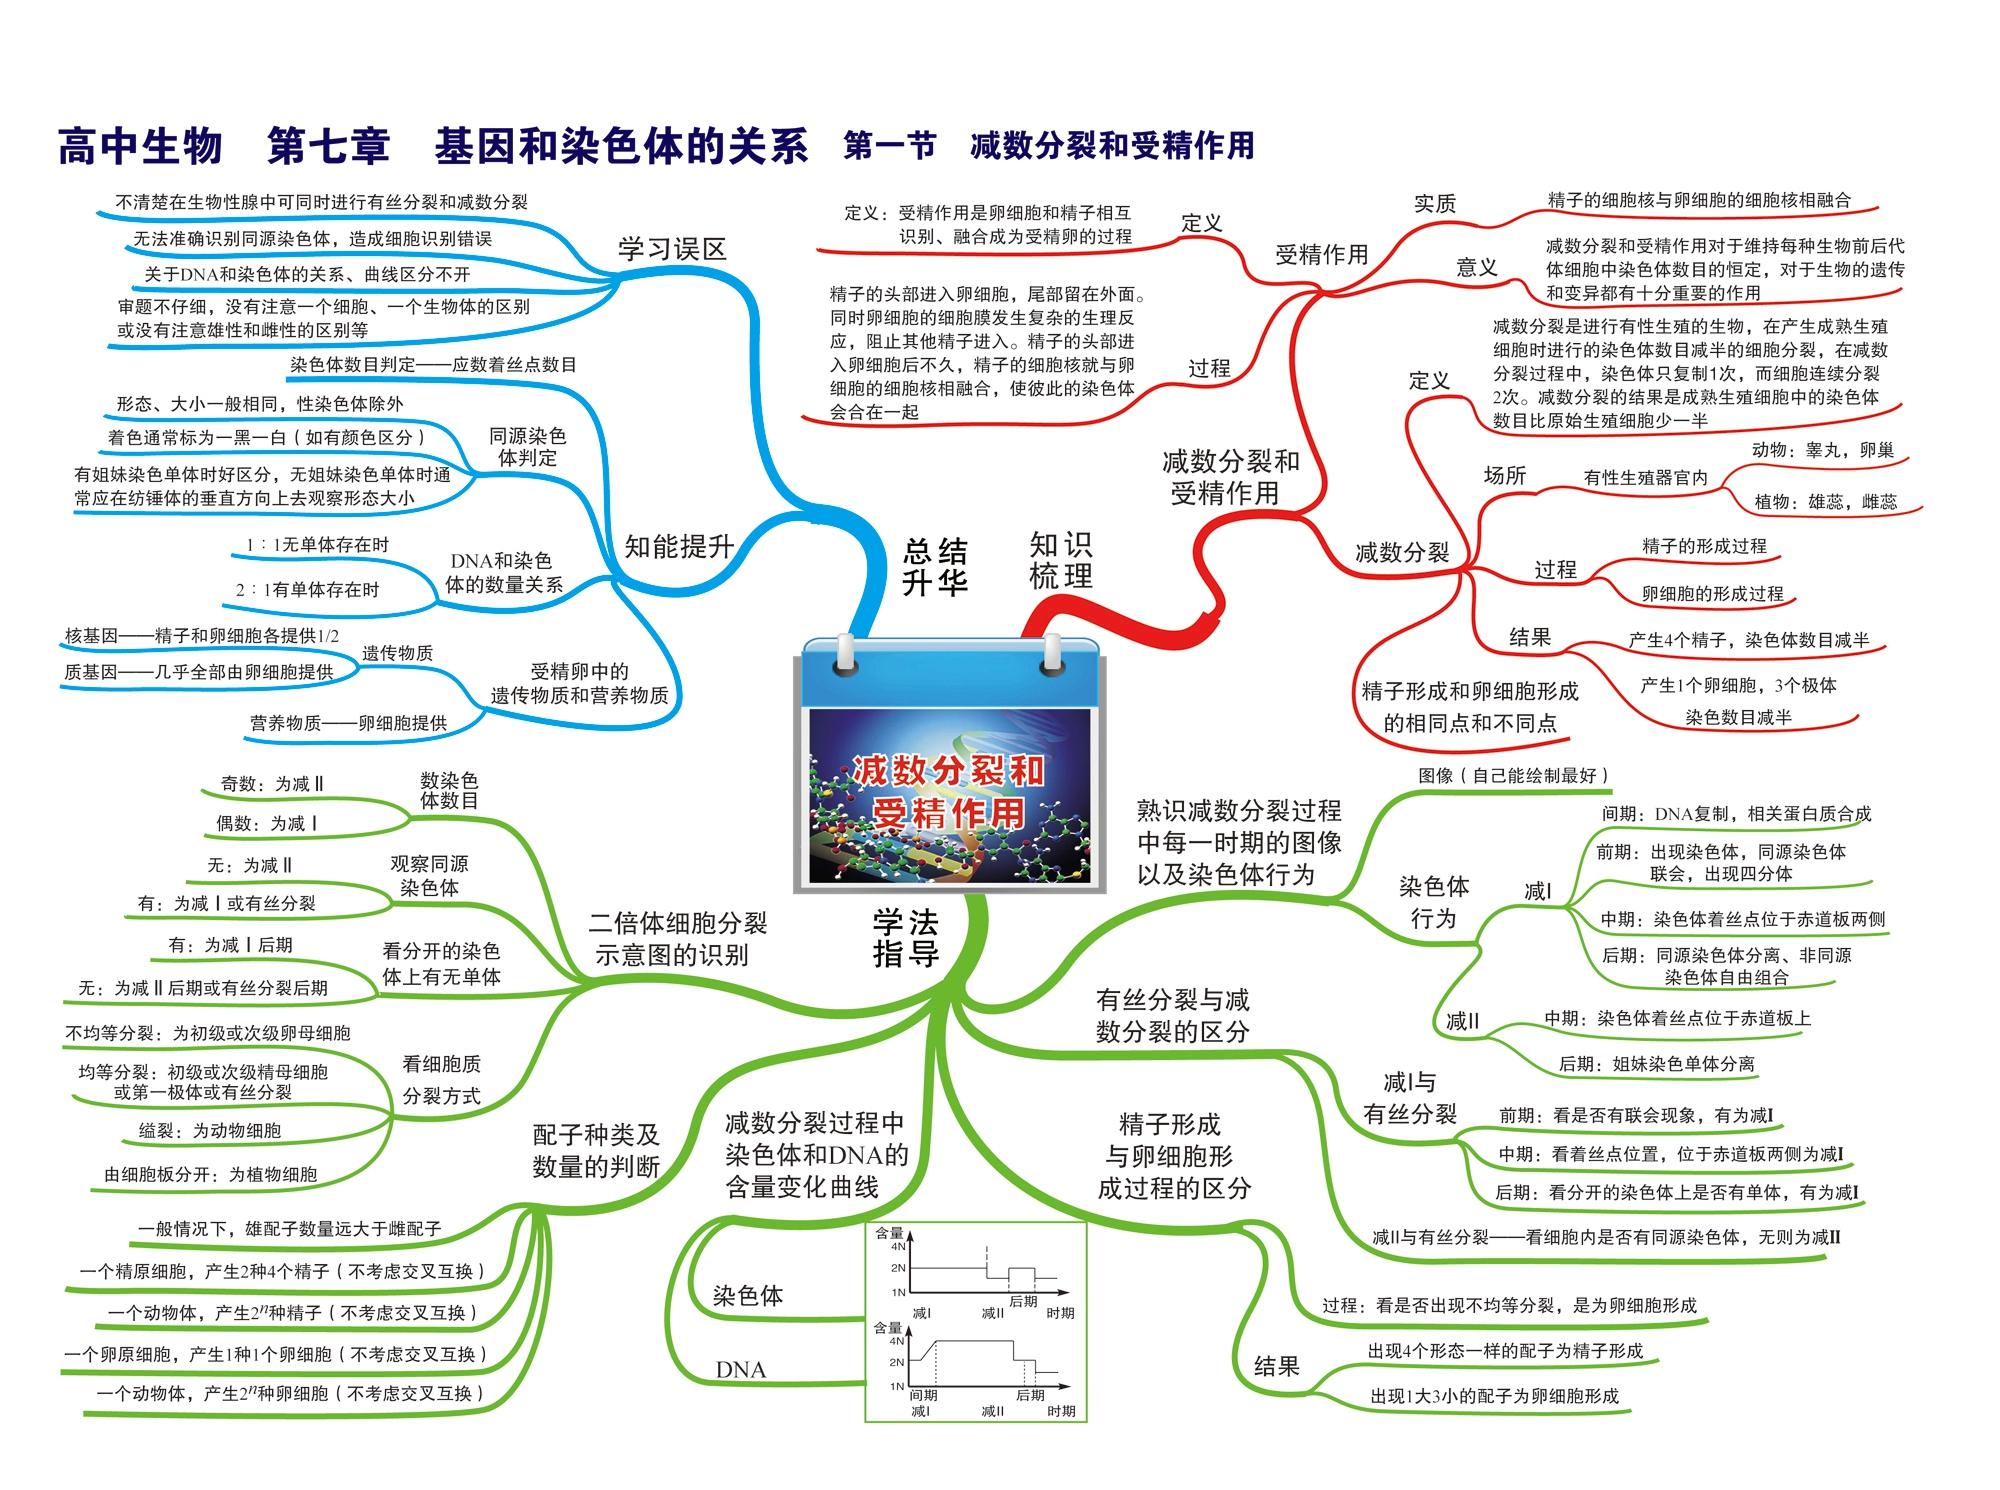 高中生物　第七章　基因和染色体的关系　第一节　减数分裂和受精作用
总结
升华
学习误区
不清楚在生物性腺中可同时进行有丝分裂和减数分裂
无法准确识别同源染色体，造成细胞识别错误
关于DNA和染色体的关系、曲线区分不开
审题不仔细，没有注意一个细胞、一个生物体的区别
或没有注意雄性和雌性的区别等
知能提升
染色体数目判定——应数着丝点数目
同源染色
体判定
形态、大小一般相同，性染色体除外
着色通常标为一黑一白（如有颜色区分）
有姐妹染色单体时好区分，无姐妹染色单体时通
常应在纺锤体的垂直方向上去观察形态大小
DNA和染色
体的数量关系
1∶1无单体存在时
2∶1有单体存在时
受精卵中的
遗传物质和营养物质
遗传物质
核基因——精子和卵细胞各提供1/2
质基因——几乎全部由卵细胞提供
营养物质——卵细胞提供
知识
梳理
减数分裂和
受精作用
受精作用
定义
定义：受精作用是卵细胞和精子相互
识别、融合成为受精卵的过程
过程
精子的头部进入卵细胞，尾部留在外面。
同时卵细胞的细胞膜发生复杂的生理反
应，阻止其他精子进入。精子的头部进
入卵细胞后不久，精子的细胞核就与卵
细胞的细胞核相融合，使彼此的染色体
会合在一起
实质
精子的细胞核与卵细胞的细胞核相融合
意义
减数分裂和受精作用对于维持每种生物前后代
体细胞中染色体数目的恒定，对于生物的遗传
和变异都有十分重要的作用
减数分裂
定义
减数分裂是进行有性生殖的生物，在产生成熟生殖
细胞时进行的染色体数目减半的细胞分裂，在减数
分裂过程中，染色体只复制1次，而细胞连续分裂
2次。减数分裂的结果是成熟生殖细胞中的染色体
数目比原始生殖细胞少一半
场所
有性生殖器官内
动物：睾丸，卵巢
植物：雄蕊，雌蕊
过程
精子的形成过程
卵细胞的形成过程
结果
产生4个精子，染色体数目减半
产生1个卵细胞，3个极体
染色数目减半
精子形成和卵细胞形成
的相同点和不同点
减数分裂和
受精作用
学法
指导
二倍体细胞分裂
示意图的识别
数染色
体数目
奇数：为减Ⅱ
偶数：为减Ⅰ
观察同源
染色体
无：为减Ⅱ
有：为减Ⅰ或有丝分裂
看分开的染色
体上有无单体
有：为减Ⅰ后期
无：为减Ⅱ后期或有丝分裂后期
看细胞质
分裂方式
不均等分裂：为初级或次级卵母细胞
均等分裂：初级或次级精母细胞
或第一极体或有丝分裂
缢裂：为动物细胞
由细胞板分开：为植物细胞
配子种类及
数量的判断
一般情况下，雄配子数量远大于雌配子
一个精原细胞，产生2种4个精子（不考虑交叉互换）
一个动物体，产生2ⁿ种精子（不考虑交叉互换）
一个卵原细胞，产生1种1个卵细胞（不考虑交叉互换）
一个动物体，产生2ⁿ种卵细胞（不考虑交叉互换）
减数分裂过程中
染色体和DNA的
含量变化曲线
染色体
DNA
含量
4N
2N
1N
减Ⅰ
减Ⅱ
后期
时期
含量
4N
2N
1N
间期
后期
减Ⅰ
减Ⅱ
时期
熟识减数分裂过程
中每一时期的图像
以及染色体行为
图像（自己能绘制最好）
染色体
行为
减Ⅰ
间期：DNA复制，相关蛋白质合成
前期：出现染色体，同源染色体
联会，出现四分体
中期：染色体着丝点位于赤道板两侧
后期：同源染色体分离、非同源
染色体自由组合
减Ⅱ
中期：染色体着丝点位于赤道板上
后期：姐妹染色单体分离
有丝分裂与减
数分裂的区分
减Ⅰ与
有丝分裂
前期：看是否有联会现象，有为减Ⅰ
中期：看着丝点位置，位于赤道板两侧为减Ⅰ
后期：看分开的染色体上是否有单体，有为减Ⅰ
减Ⅱ与有丝分裂——看细胞内是否有同源染色体，无则为减Ⅱ
精子形成
与卵细胞形
成过程的区分
过程：看是否出现不均等分裂，是为卵细胞形成
结果
出现4个形态一样的配子为精子形成
出现1大3小的配子为卵细胞形成